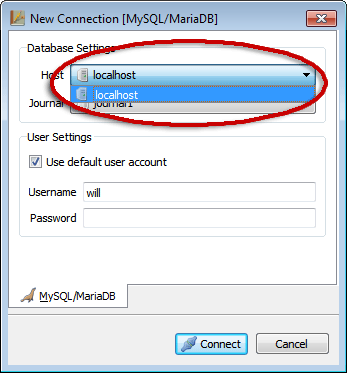 New Connection [MySQL/MariaDB]
Database Settings
Host localhost
localhost
Journal journal1
User Settings
Use default user account
Username will
Password
MySQL/MariaDB
Connect Cancel